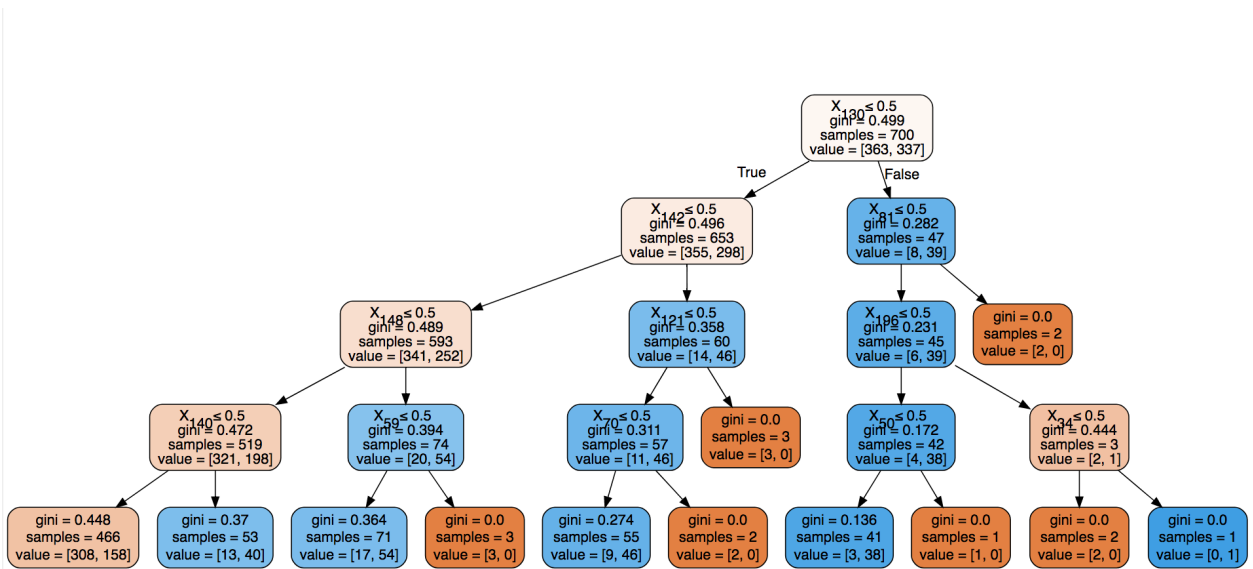 X₁₃₀ ≤ 0.5
gini = 0.499
samples = 700
value = [363, 337]
True
False
X₁₄₂ ≤ 0.5
gini = 0.496
samples = 653
value = [355, 298]
X₈₁ ≤ 0.5
gini = 0.282
samples = 47
value = [8, 39]
X₁₄₈ ≤ 0.5
gini = 0.489
samples = 593
value = [341, 252]
X₁₂₁ ≤ 0.5
gini = 0.358
samples = 60
value = [14, 46]
X₁₉₆ ≤ 0.5
gini = 0.231
samples = 45
value = [6, 39]
gini = 0.0
samples = 2
value = [2, 0]
X₁₄₀ ≤ 0.5
gini = 0.472
samples = 519
value = [321, 198]
X₅₉ ≤ 0.5
gini = 0.394
samples = 74
value = [20, 54]
X₇₀ ≤ 0.5
gini = 0.311
samples = 57
value = [11, 46]
gini = 0.0
samples = 3
value = [3, 0]
X₅₀ ≤ 0.5
gini = 0.172
samples = 42
value = [4, 38]
X₃₄ ≤ 0.5
gini = 0.444
samples = 3
value = [2, 1]
gini = 0.448
samples = 466
value = [308, 158]
gini = 0.37
samples = 53
value = [13, 40]
gini = 0.364
samples = 71
value = [17, 54]
gini = 0.0
samples = 3
value = [3, 0]
gini = 0.274
samples = 55
value = [9, 46]
gini = 0.0
samples = 2
value = [2, 0]
gini = 0.136
samples = 41
value = [3, 38]
gini = 0.0
samples = 1
value = [1, 0]
gini = 0.0
samples = 2
value = [2, 0]
gini = 0.0
samples = 1
value = [0, 1]